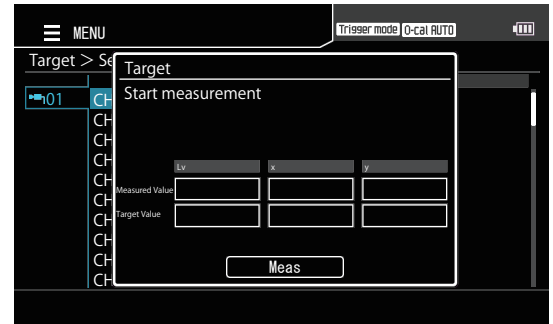 MENU
Trigger mode 0-cal AUTO
Target > Se
Target
01
CH
Start measurement
CH
CH
CH
CH
Lv x y
Measured Value
CH
Target Value
CH
CH
CH
Meas
CH